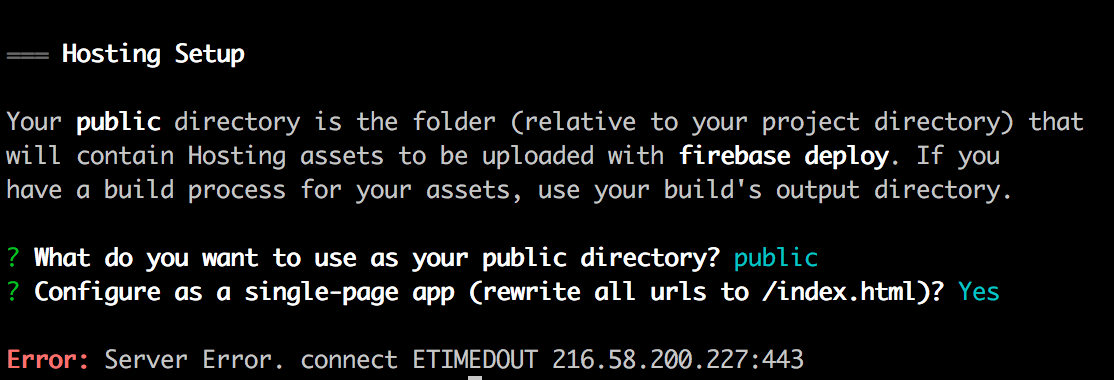 === Hosting Setup
Your public directory is the folder (relative to your project directory) that
will contain Hosting assets to be uploaded with firebase deploy. If you
have a build process for your assets, use your build's output directory.
? What do you want to use as your public directory? public
? Configure as a single-page app (rewrite all urls to /index.html)? Yes
Error: Server Error. connect ETIMEDOUT 216.58.200.227:443